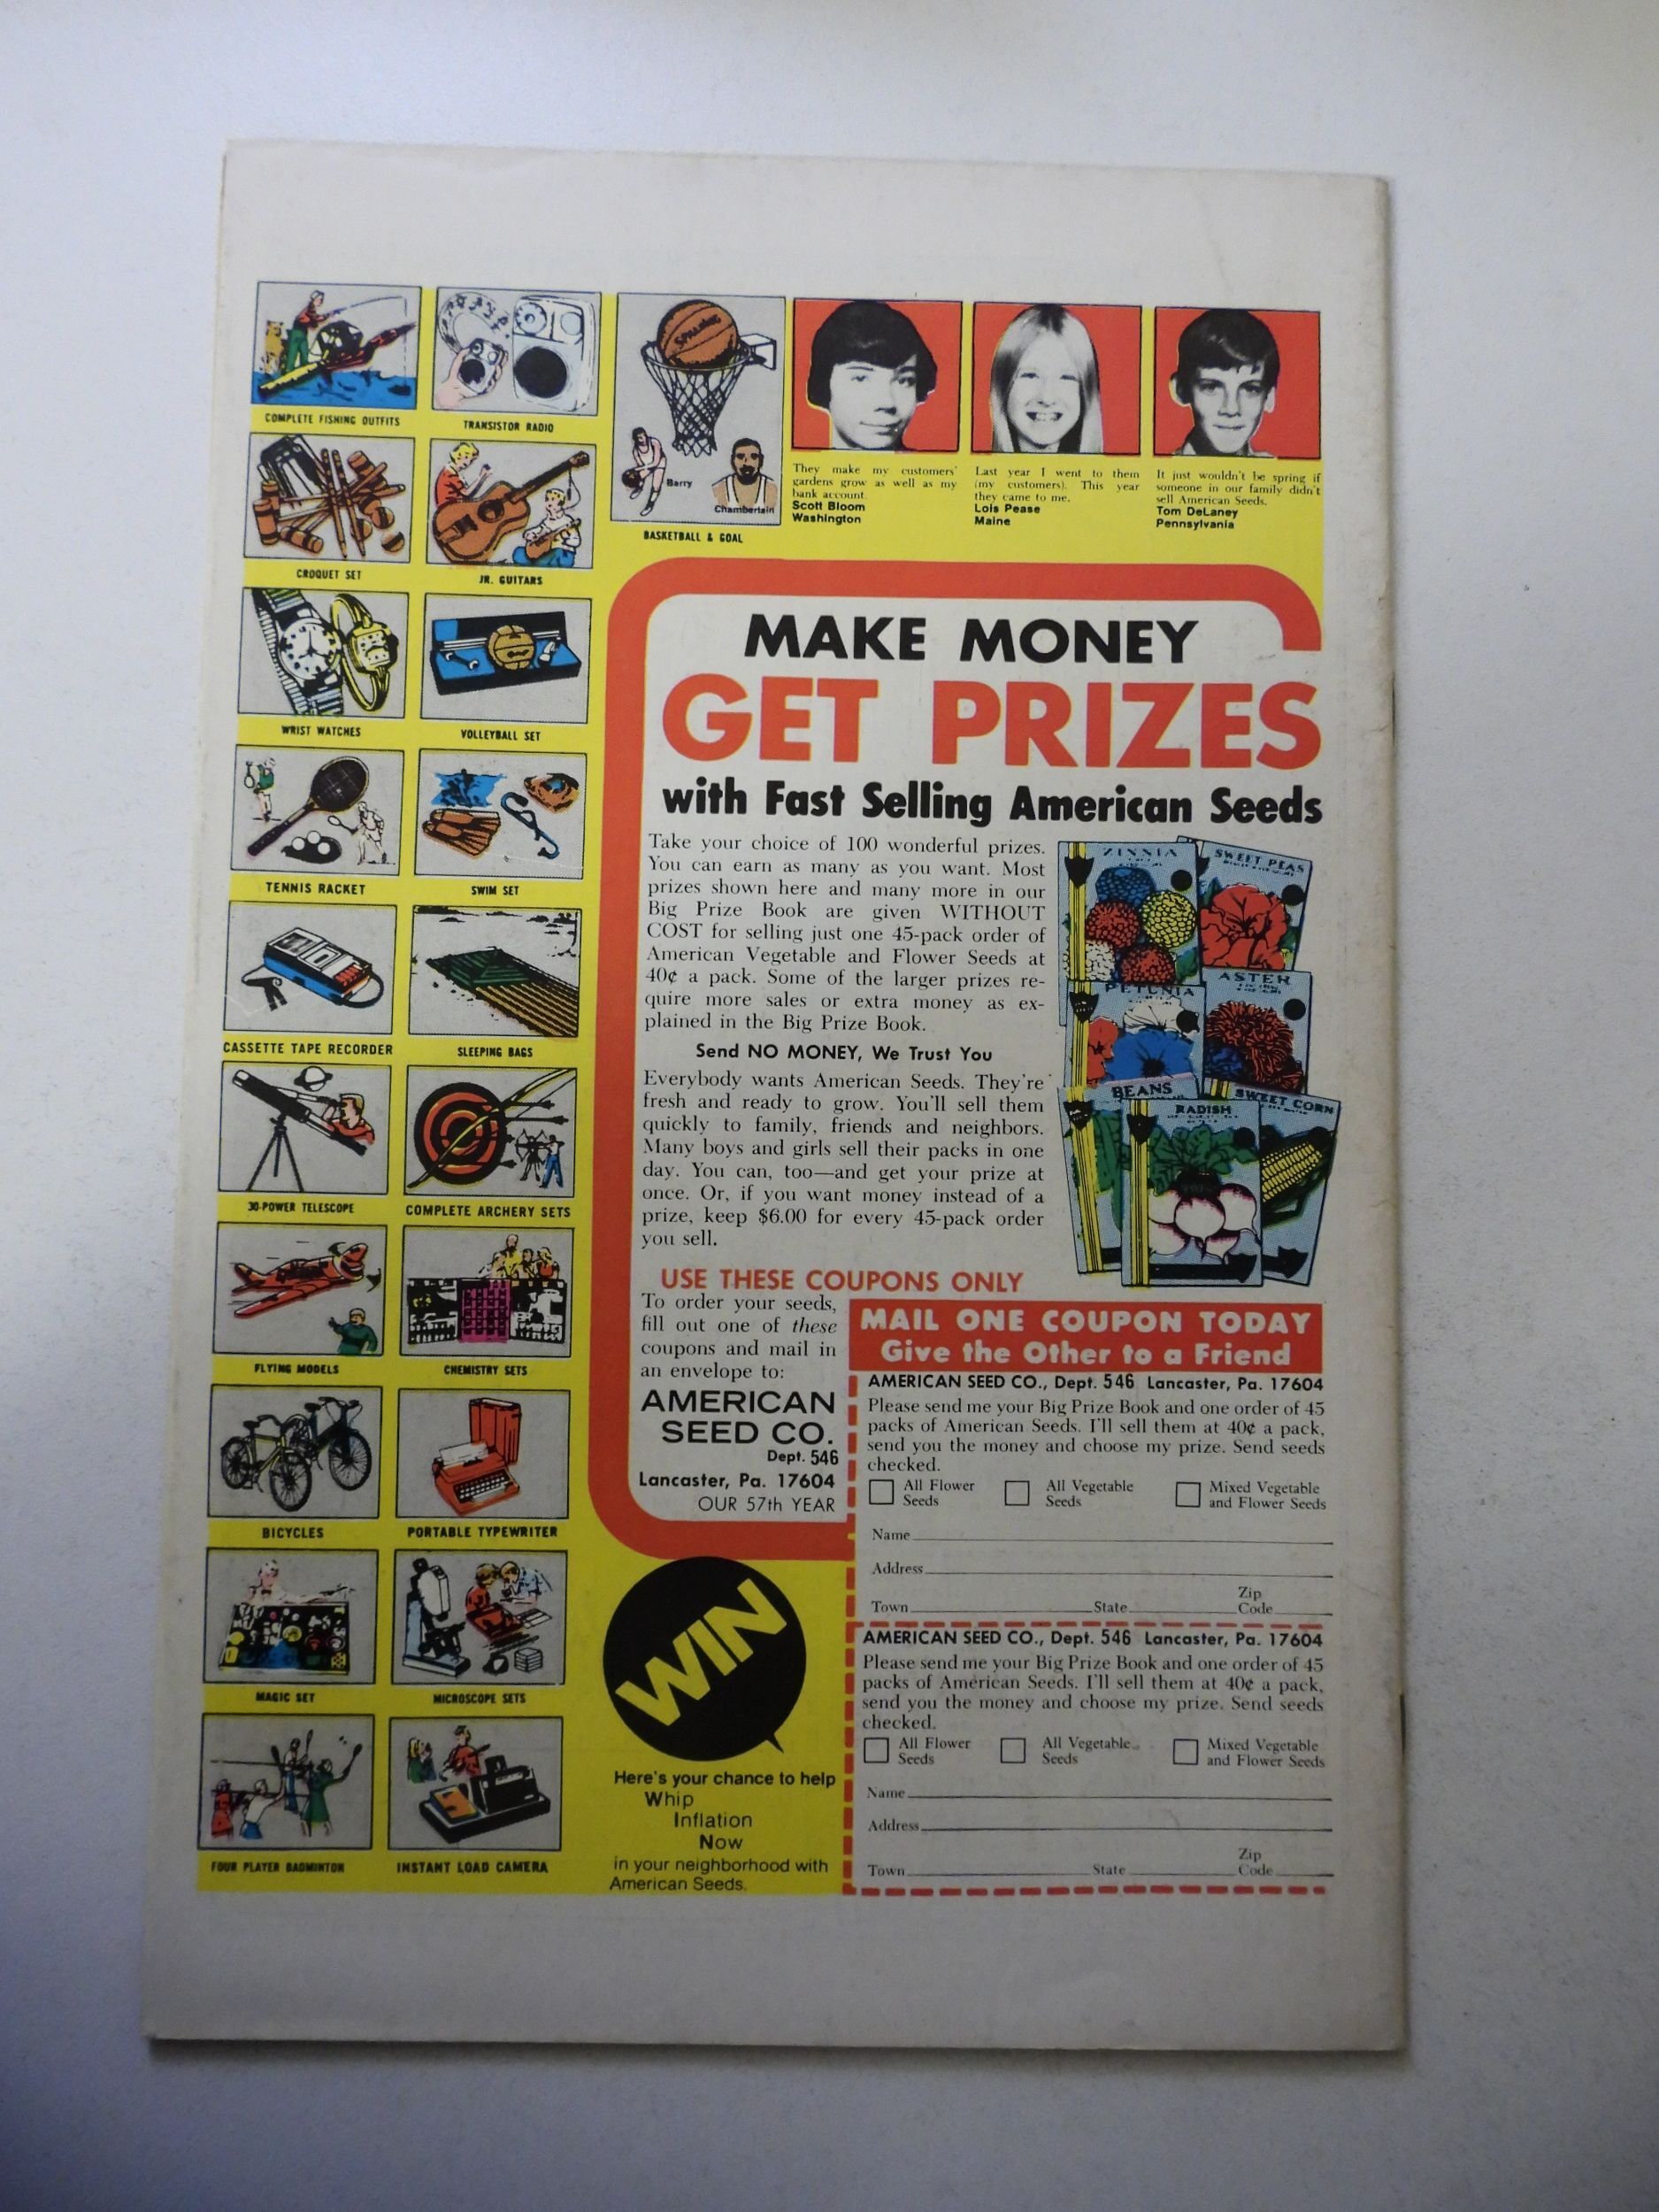 COMPLETE FISHING OUTFITS
TRANSISTOR RADIO
SPALDING
Barry
Chamberlain
BASKETBALL & GOAL
They make my customers'
gardens grow as well as my
bank account.
Scott Bloom
Washington
Last year I went to them
(my customers). This year
they came to me.
Lois Pease
Maine
It just wouldn't be spring if
someone in our family didn't
sell American Seeds.
Tom DeLaney
Pennsylvania
CROQUET SET
JR. GUITARS
WRIST WATCHES
VOLLEYBALL SET
TENNIS RACKET
SWIM SET
CASSETTE TAPE RECORDER
SLEEPING BAGS
30-POWER TELESCOPE
COMPLETE ARCHERY SETS
FLYING MODELS
CHEMISTRY SETS
BICYCLES
PORTABLE TYPEWRITER
MAGIC SET
MICROSCOPE SETS
FOUR PLAYER BADMINTON
INSTANT LOAD CAMERA
MAKE MONEY
GET PRIZES
with Fast Selling American Seeds
Take your choice of 100 wonderful prizes.
You can earn as many as you want. Most
prizes shown here and many more in our
Big Prize Book are given WITHOUT
COST for selling just one 45-pack order of
American Vegetable and Flower Seeds at
40¢ a pack. Some of the larger prizes re-
quire more sales or extra money as ex-
plained in the Big Prize Book.
Send NO MONEY, We Trust You
Everybody wants American Seeds. They're
fresh and ready to grow. You'll sell them
quickly to family, friends and neighbors.
Many boys and girls sell their packs in one
day. You can, too—and get your prize at
once. Or, if you want money instead of a
prize, keep $6.00 for every 45-pack order
you sell.
ZINNIA
SWEET PEAS
PETUNIA
ASTER
BEANS
RADISH
SWEET CORN
USE THESE COUPONS ONLY
To order your seeds,
fill out one of these
coupons and mail in
an envelope to:
AMERICAN
SEED CO.
Dept. 546
Lancaster, Pa. 17604
OUR 57th YEAR
MAIL ONE COUPON TODAY
Give the Other to a Friend
AMERICAN SEED CO., Dept. 546 Lancaster, Pa. 17604
Please send me your Big Prize Book and one order of 45
packs of American Seeds. I'll sell them at 40¢ a pack,
send you the money and choose my prize. Send seeds
checked.
All Flower Seeds
All Vegetable Seeds
Mixed Vegetable and Flower Seeds
Name
Address
Town State Zip Code
AMERICAN SEED CO., Dept. 546 Lancaster, Pa. 17604
Please send me your Big Prize Book and one order of 45
packs of American Seeds. I'll sell them at 40¢ a pack,
send you the money and choose my prize. Send seeds
checked.
All Flower Seeds
All Vegetable Seeds
Mixed Vegetable and Flower Seeds
Name
Address
Town State Zip Code
WIN
Here's your chance to help
Whip
Inflation
Now
in your neighborhood with
American Seeds.